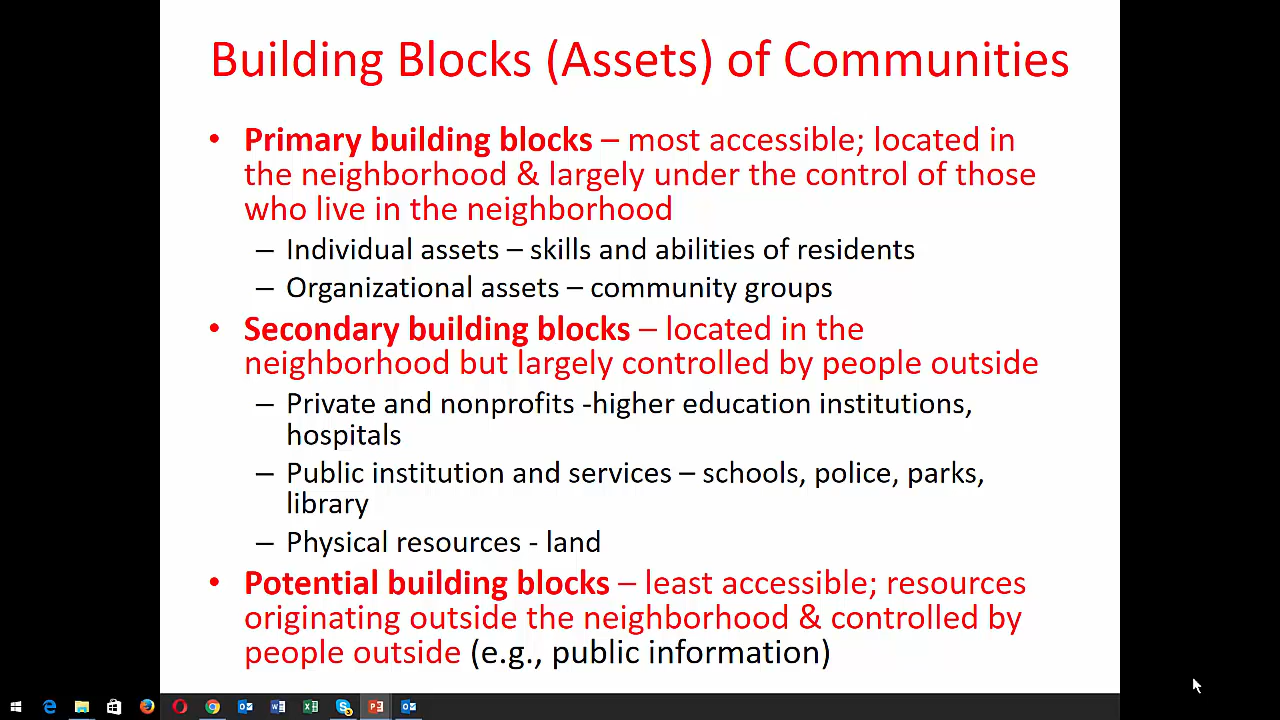 Building Blocks (Assets) of Communities
• Primary building blocks – most accessible; located in
the neighborhood & largely under the control of those
who live in the neighborhood
– Individual assets – skills and abilities of residents
– Organizational assets – community groups
• Secondary building blocks – located in the
neighborhood but largely controlled by people outside
– Private and nonprofits -higher education institutions,
hospitals
– Public institution and services – schools, police, parks,
library
– Physical resources - land
• Potential building blocks – least accessible; resources
originating outside the neighborhood & controlled by
people outside (e.g., public information)